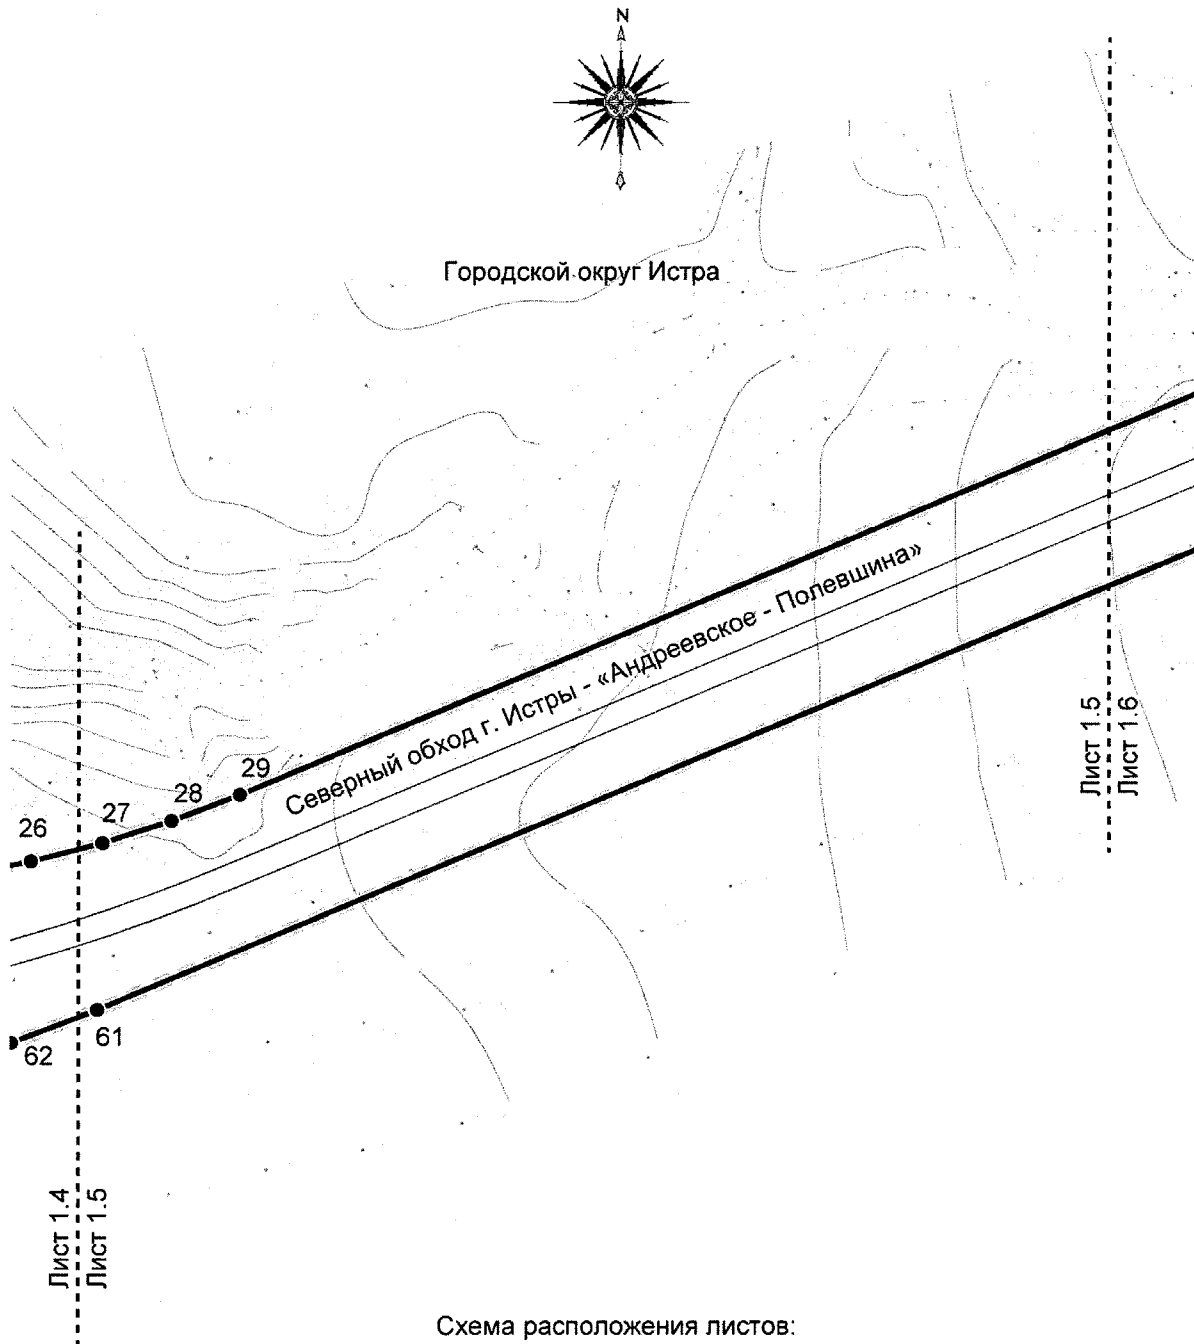 N
Городской округ Истра
Северный обход г. Истры - «Андреевское - Полевшина»
Лист 1.5
Лист 1.6
29
28
27
26
61
62
Лист 1.4
Лист 1.5
Схема расположения листов: